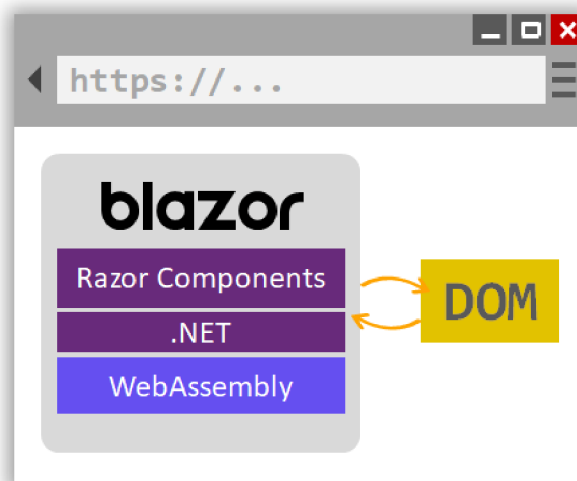 https://...
blazor
Razor Components
.NET
WebAssembly
DOM